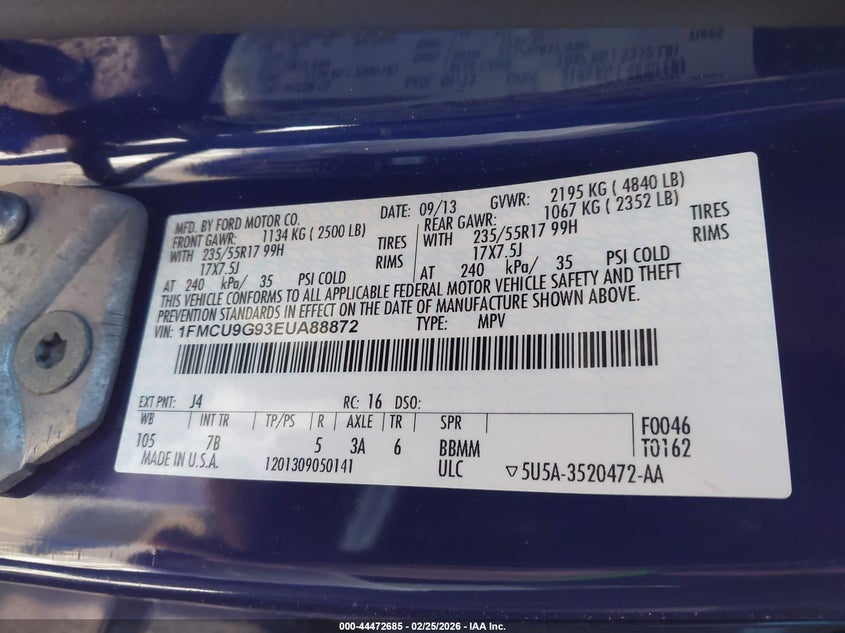 MFD. BY FORD MOTOR CO. DATE: 09/13 GVWR: 2195 KG ( 4840 LB)
FRONT GAWR: 1134 KG ( 2500 LB) REAR GAWR: 1067 KG ( 2352 LB)
WITH 235/55R17 99H TIRES WITH 235/55R17 99H TIRES
17X7.5J RIMS 17X7.5J RIMS
AT 240 kPa/ 35 PSI COLD AT 240 kPa/ 35 PSI COLD
THIS VEHICLE CONFORMS TO ALL APPLICABLE FEDERAL MOTOR VEHICLE SAFETY AND THEFT
PREVENTION STANDARDS IN EFFECT ON THE DATE OF MANUFACTURE SHOWN ABOVE.
VIN: 1FMCU9G93EUA88872 TYPE: MPV
EXT PNT: J4 RC: 16 DSO:
WB INT TR TP/PS R AXLE TR SPR F0046
105 7B 5 3A 6 BBMM T0162
MADE IN U.S.A. 1201309050141 ULC ▽5U5A-3520472-AA
000-44472685 - 02/25/2026 - IAA Inc.